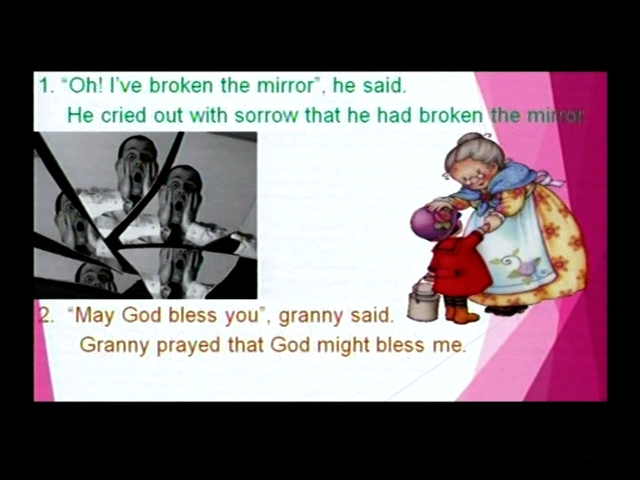 1. “Oh! I’ve broken the mirror”, he said.
He cried out with sorrow that he had broken the mirror
2. “May God bless you”, granny said.
Granny prayed that God might bless me.